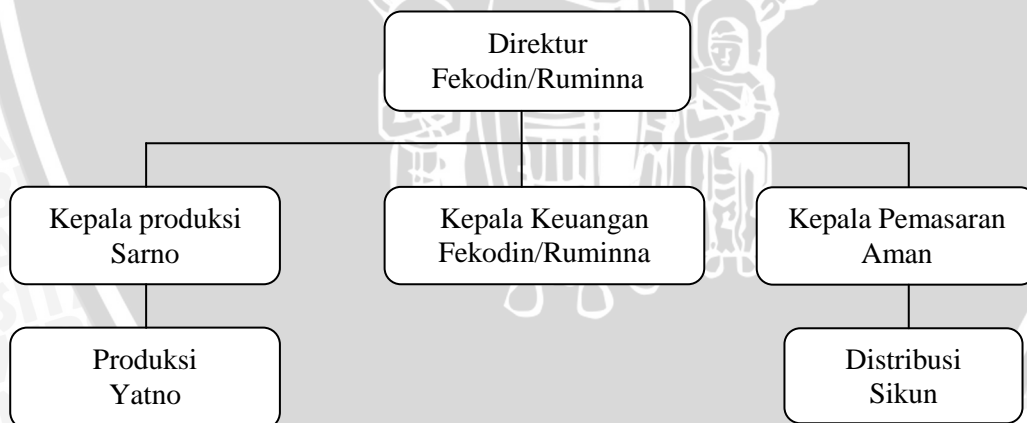 Direktur
Fekodin/Ruminna
Kepala produksi
Sarno
Kepala Keuangan
Fekodin/Ruminna
Kepala Pemasaran
Aman
Produksi
Yatno
Distribusi
Sikun